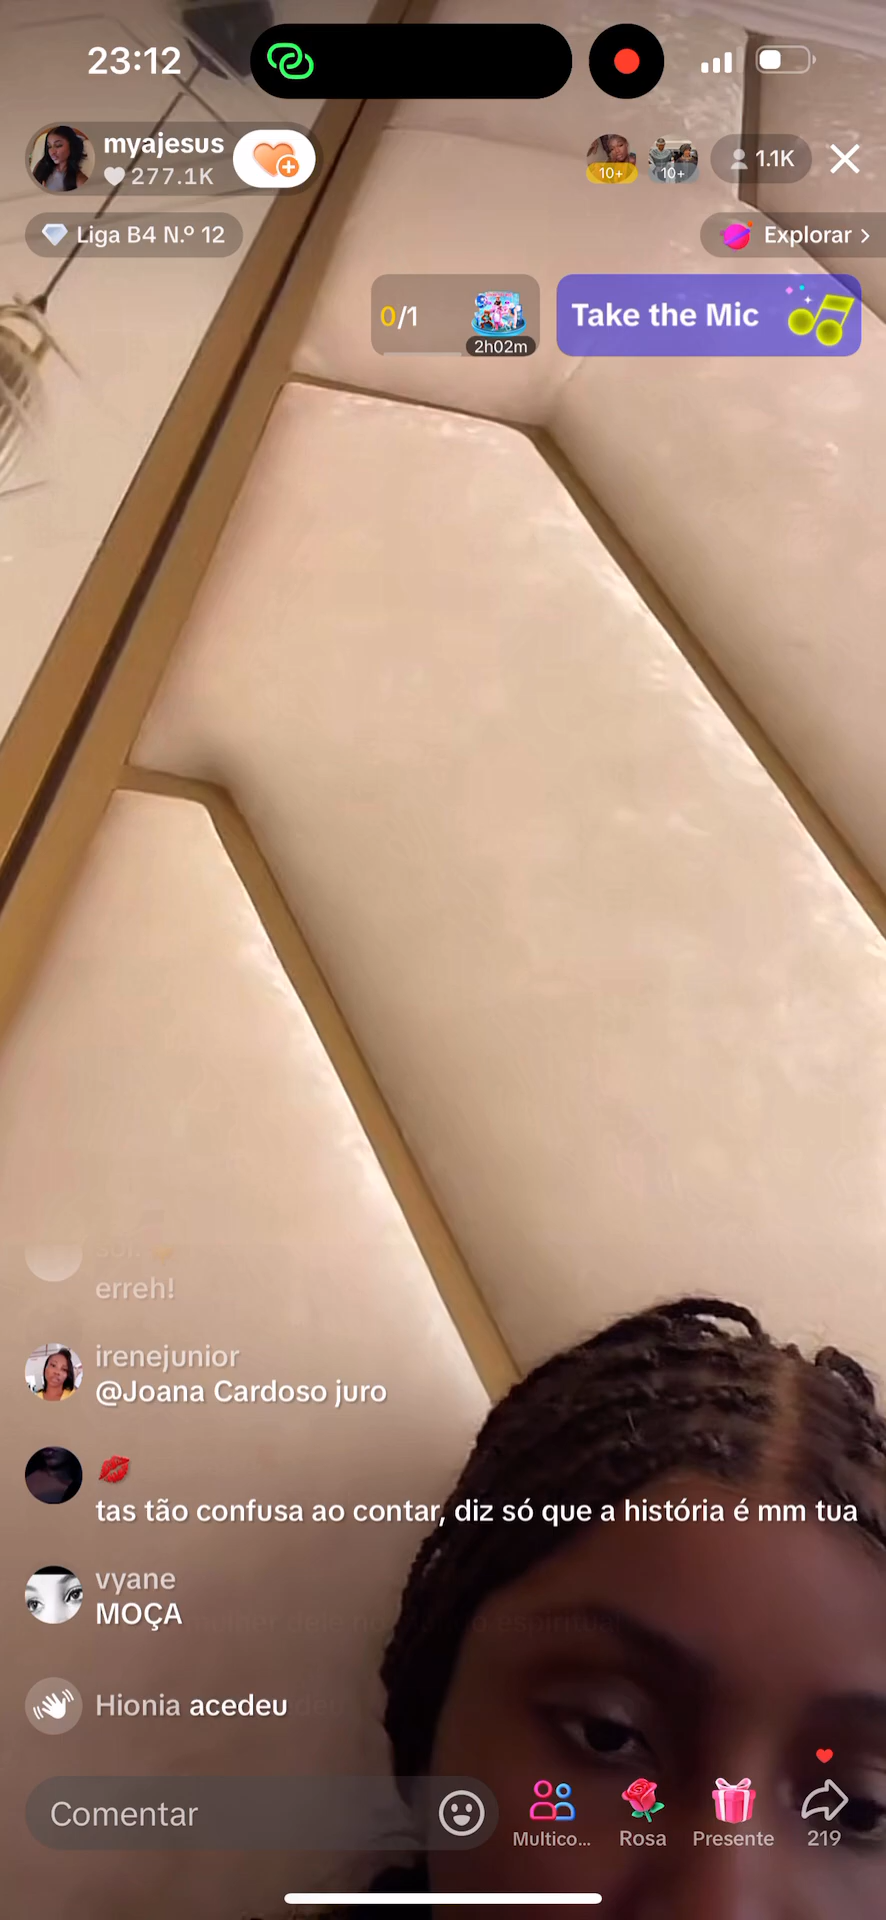 23:12
myajesus
277.1K
10+
10+
1.1K
Liga B4 N.º 12
Explorar >
0/1
2h02m
Take the Mic
erreh!
irenejunior
@Joana Cardoso juro
💋
tas tão confusa ao contar, diz só que a história é mm tua
vyane
MOÇA
Hionia acedeu
Comentar
Multico...
Rosa
Presente
219